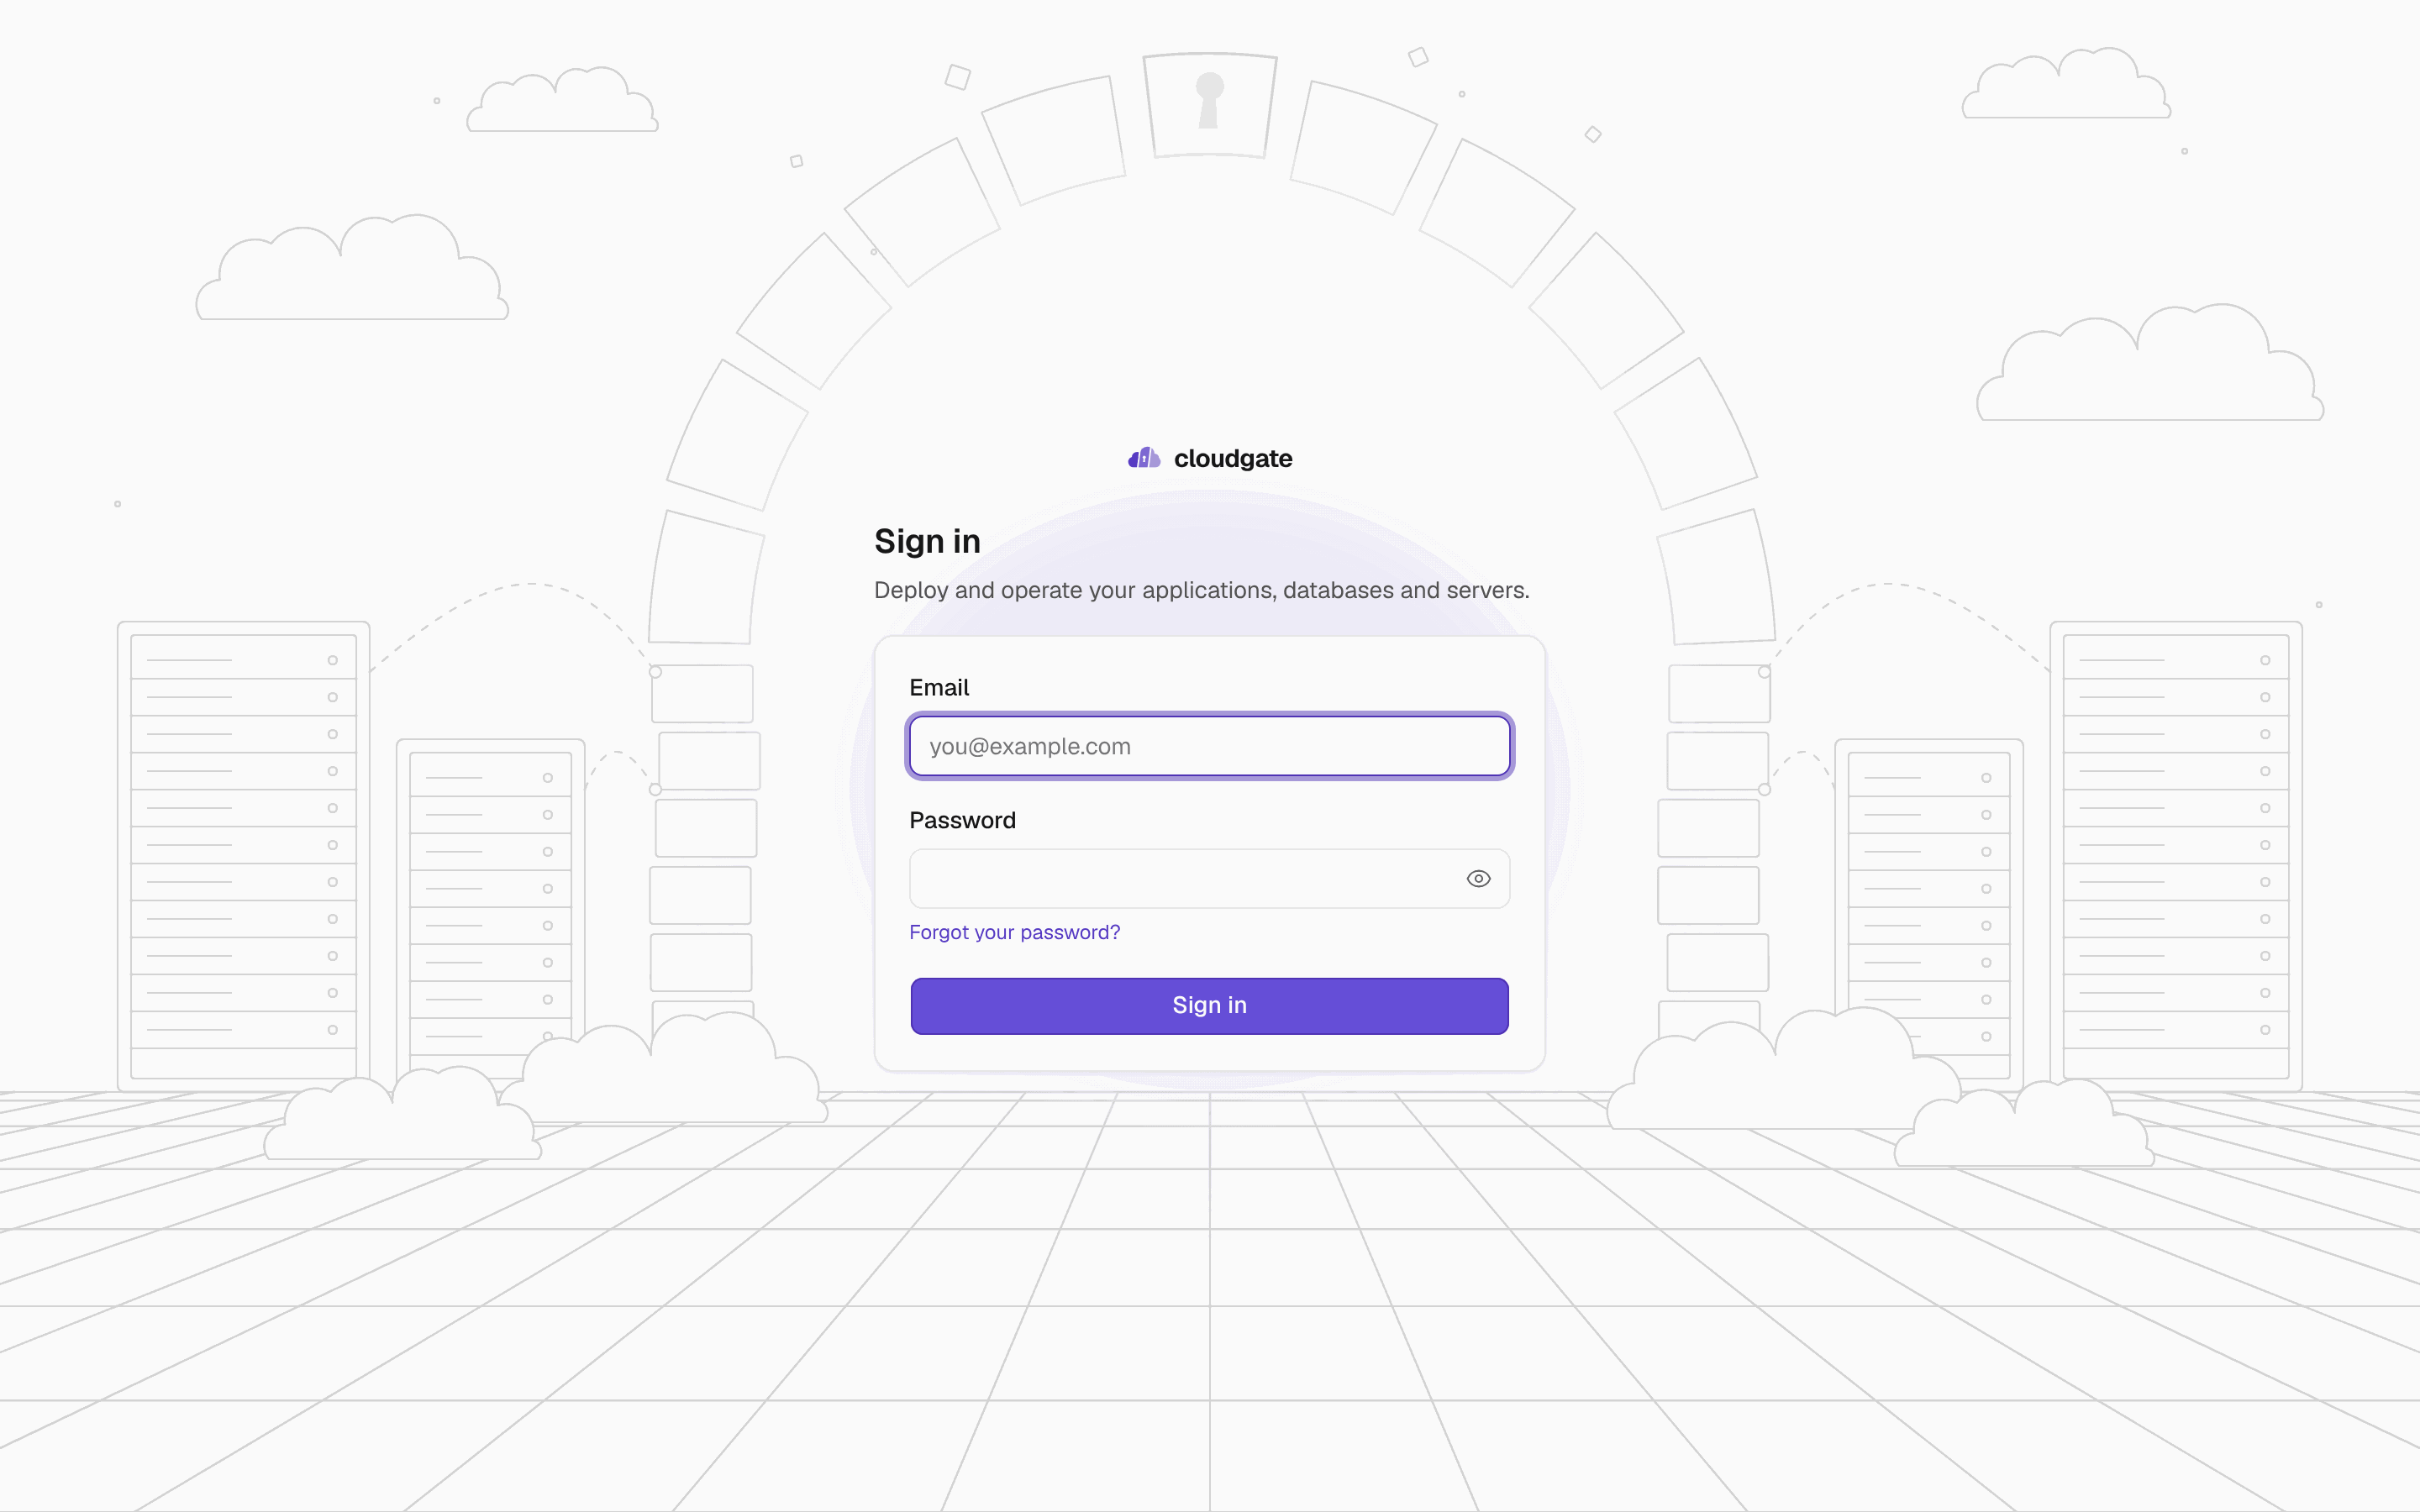 cloudgate
Sign in
Deploy and operate your applications, databases and servers.
Email
you@example.com
Password
Forgot your password?
Sign in